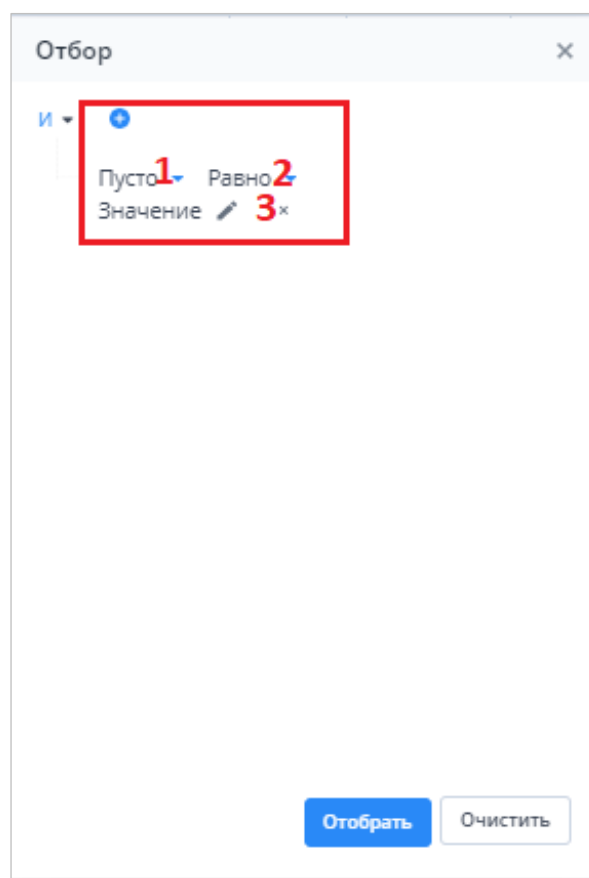 Отбор
И
Пусто 1 Равно 2
Значение 3
Отобрать Очистить